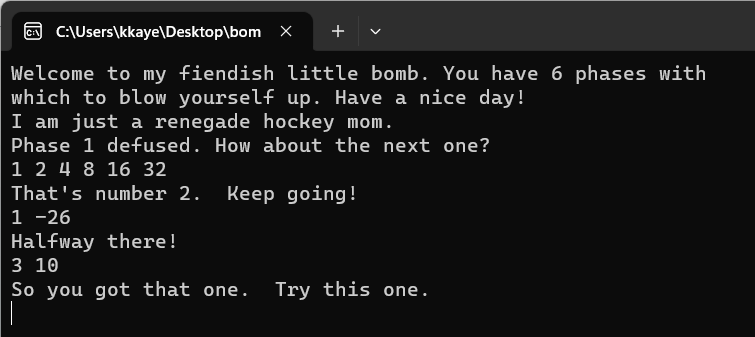 C:\Users\kkaye\Desktop\bom
Welcome to my fiendish little bomb. You have 6 phases with
which to blow yourself up. Have a nice day!
I am just a renegade hockey mom.
Phase 1 defused. How about the next one?
1 2 4 8 16 32
That's number 2.  Keep going!
1 -26
Halfway there!
3 10
So you got that one.  Try this one.